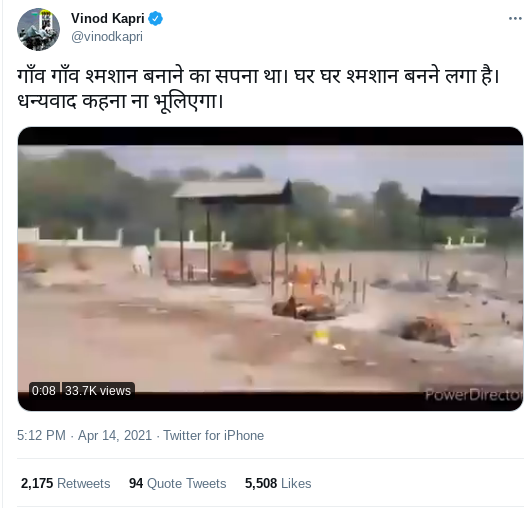 Vinod Kapri
@vinodkapri
गाँव गाँव श्मशान बनाने का सपना था। घर घर श्मशान बनने लगा है।
धन्यवाद कहना ना भूलिएगा।
0:08 33.7K views
PowerDirector
5:12 PM · Apr 14, 2021 · Twitter for iPhone
2,175 Retweets 94 Quote Tweets 5,508 Likes